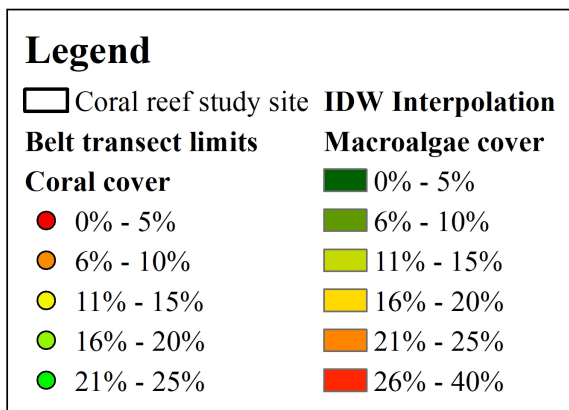 Legend
Coral reef study site
Belt transect limits
Coral cover
0% - 5%
6% - 10%
11% - 15%
16% - 20%
21% - 25%
IDW Interpolation
Macroalgae cover
0% - 5%
6% - 10%
11% - 15%
16% - 20%
21% - 25%
26% - 40%